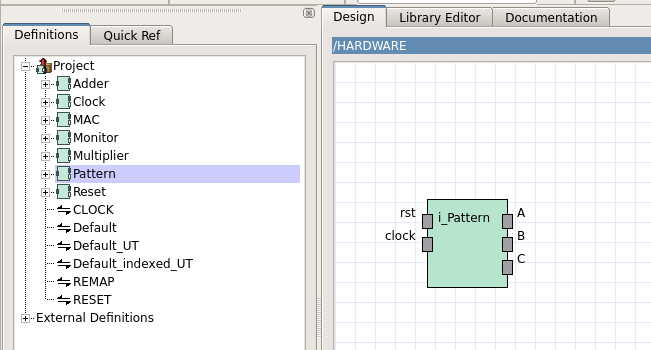 Definitions
Quick Ref
Project
Adder
Clock
MAC
Monitor
Multiplier
Pattern
Reset
CLOCK
Default
Default_UT
Default_indexed_UT
REMAP
RESET
External Definitions
Design
Library Editor
Documentation
/HARDWARE
rst
i_Pattern
A
clock
B
C